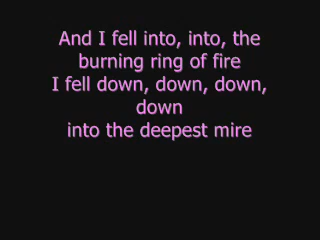 And I fell into, into, the
burning ring of fire
I fell down, down, down,
down
into the deepest mire